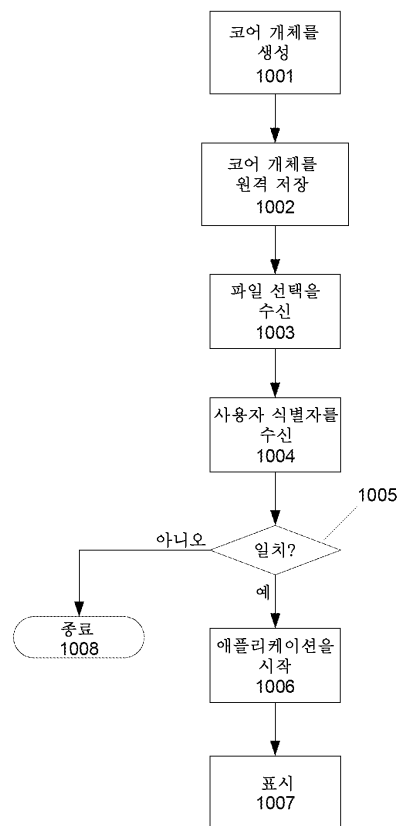 코어 개체를
생성
1001
코어 개체를
원격 저장
1002
파일 선택을
수신
1003
사용자 식별자를
수신
1004
1005
일치?
아니오
예
종료
1008
애플리케이션을
시작
1006
표시
1007